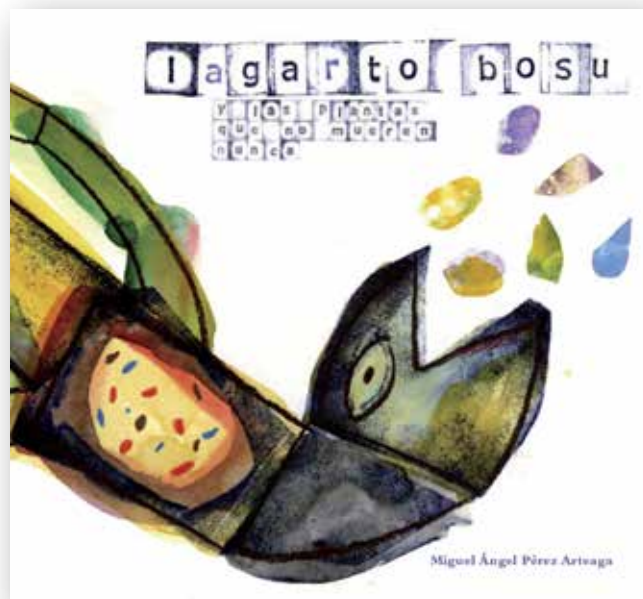 lagarto bosu
y las plantas
que no mueren
nunca
Miguel Ángel Pérez Arteaga